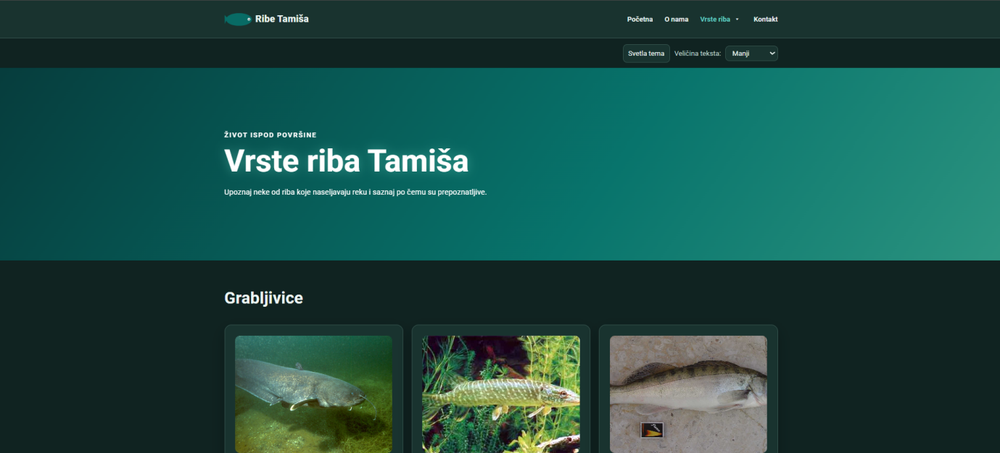 Ribe Tamiša
Početna O nama Vrste riba Kontakt
Svetla tema Veličina teksta: Manji
ŽIVOT ISPOD POVRŠINE
Vrste riba Tamiša
Upoznaj neke od riba koje naseljavaju reku i saznaj po čemu su prepoznatljive.
Grabljivice